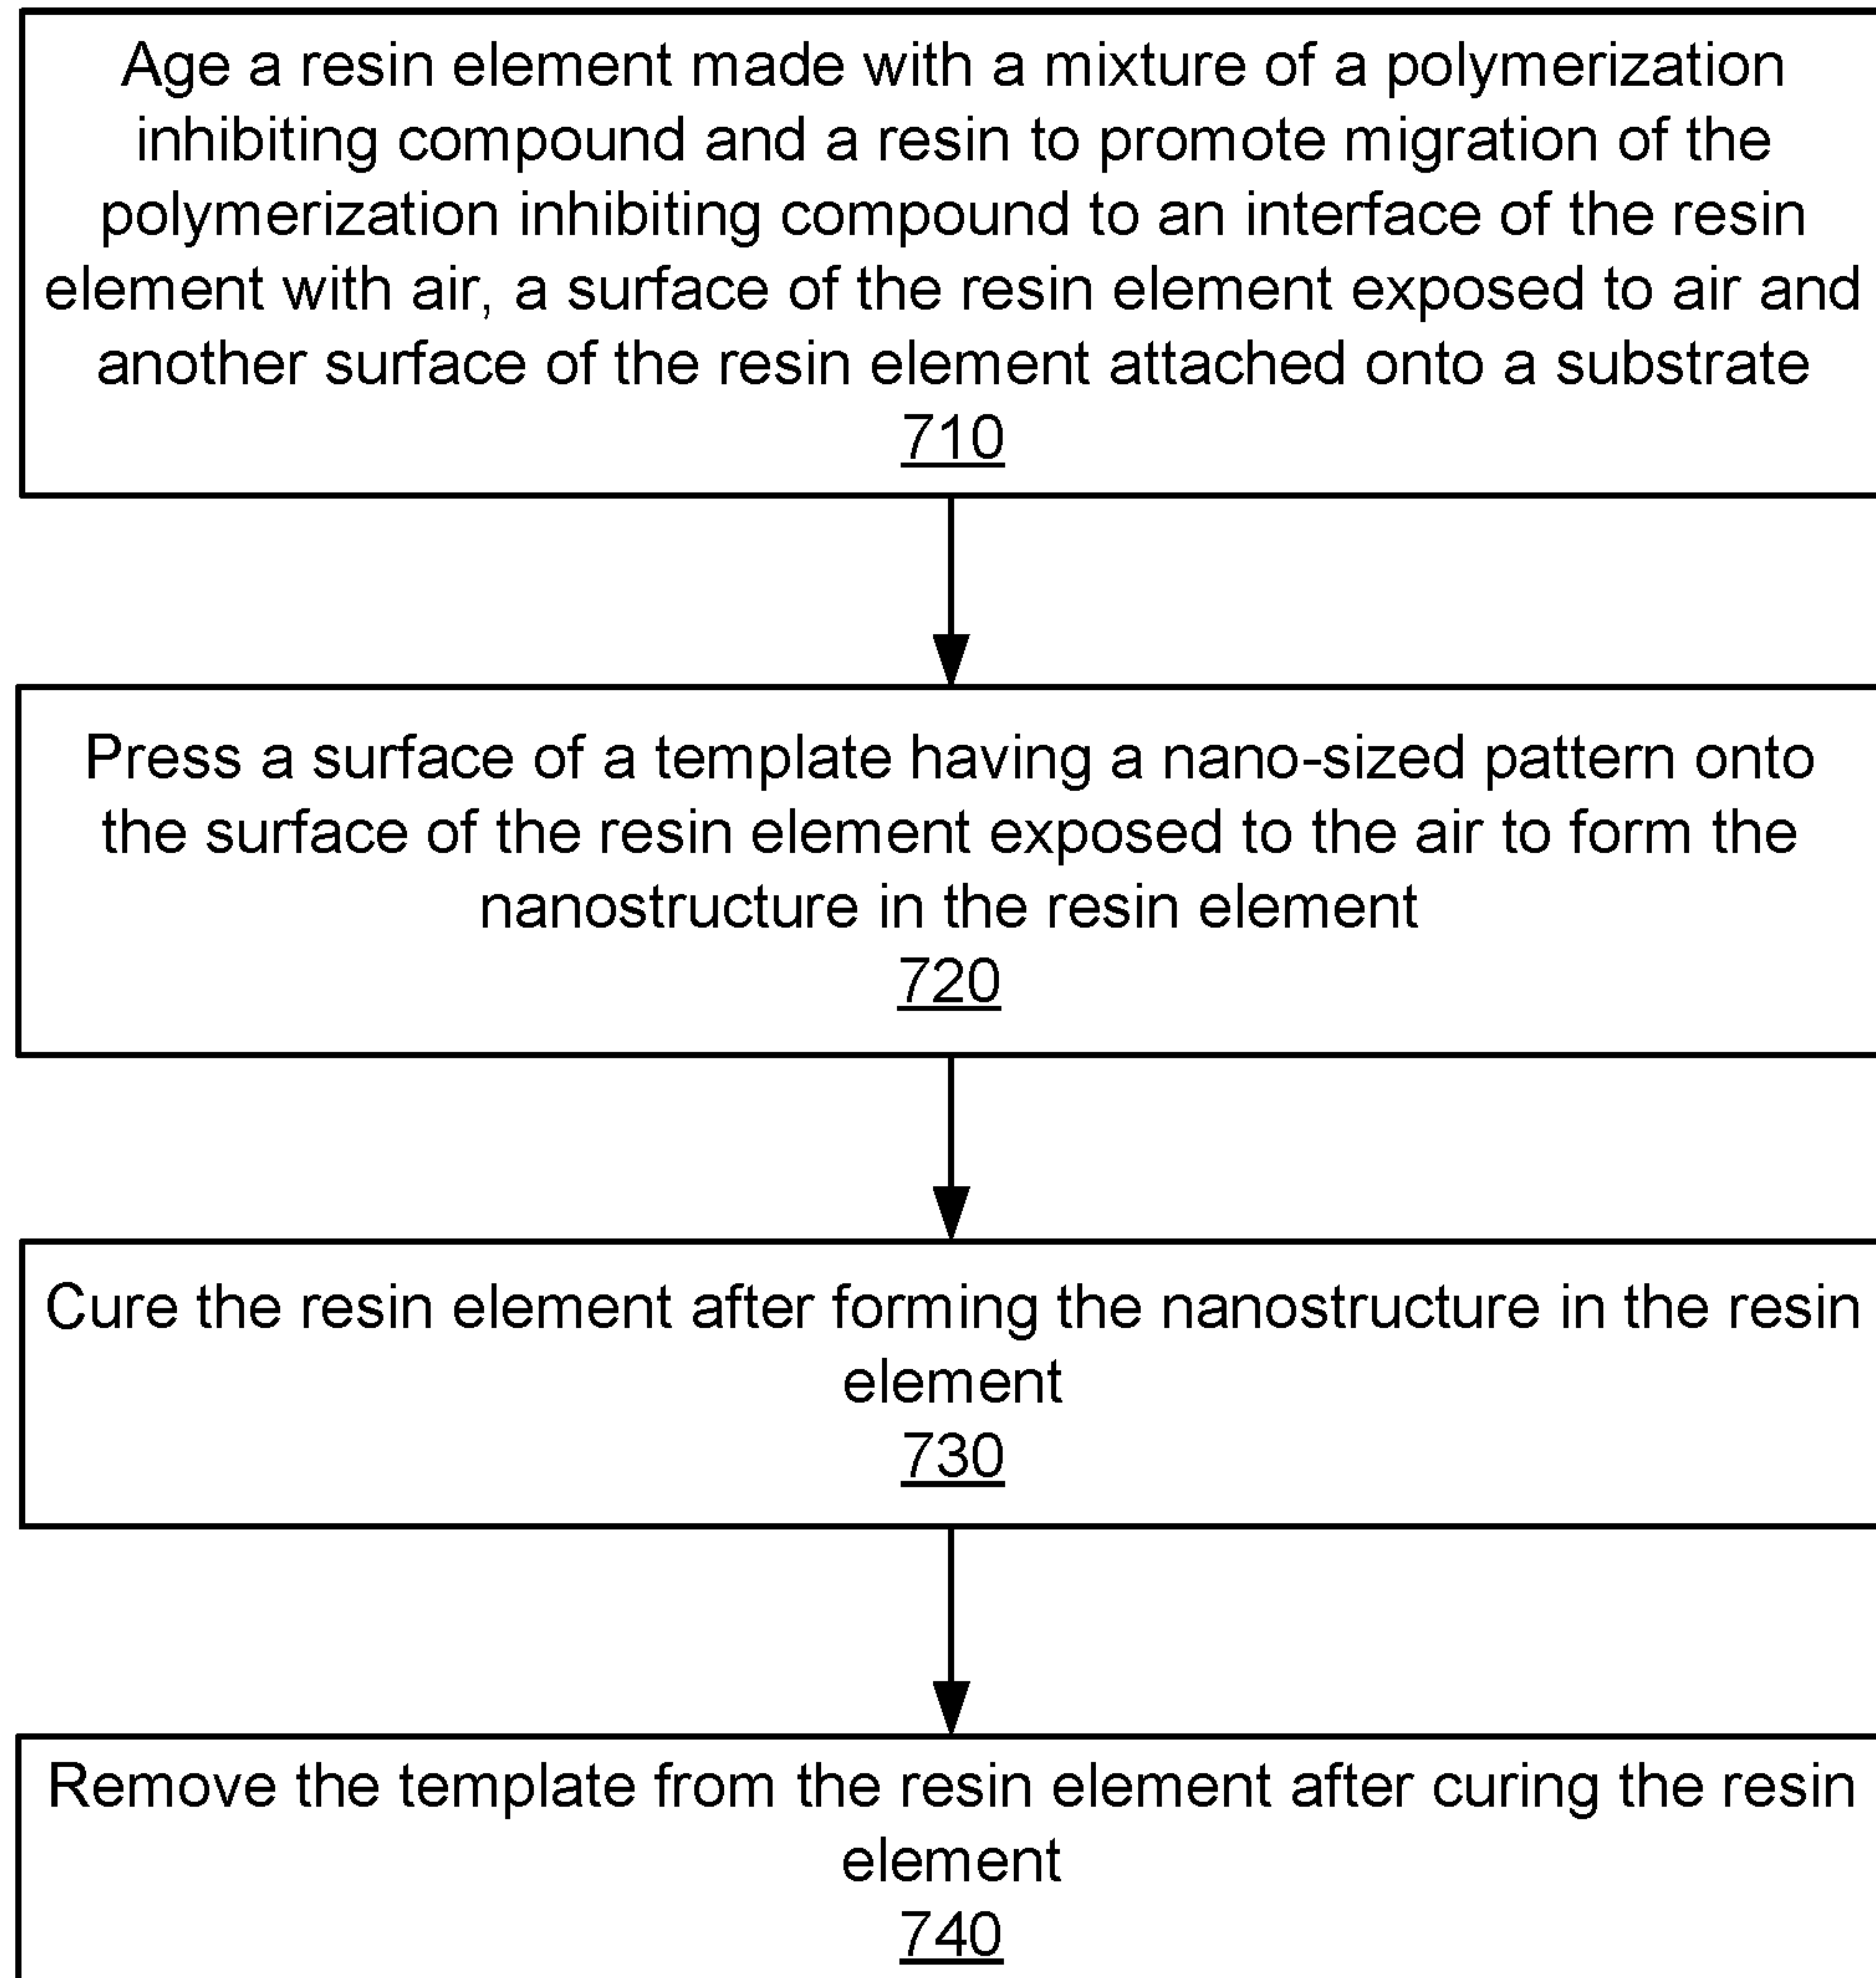 Age a resin element made with a mixture of a polymerization
inhibiting compound and a resin to promote migration of the
polymerization inhibiting compound to an interface of the resin
element with air, a surface of the resin element exposed to air and
another surface of the resin element attached onto a substrate
710
Press a surface of a template having a nano-sized pattern onto
the surface of the resin element exposed to the air to form the
nanostructure in the resin element
720
Cure the resin element after forming the nanostructure in the resin
element
730
Remove the template from the resin element after curing the resin
element
740